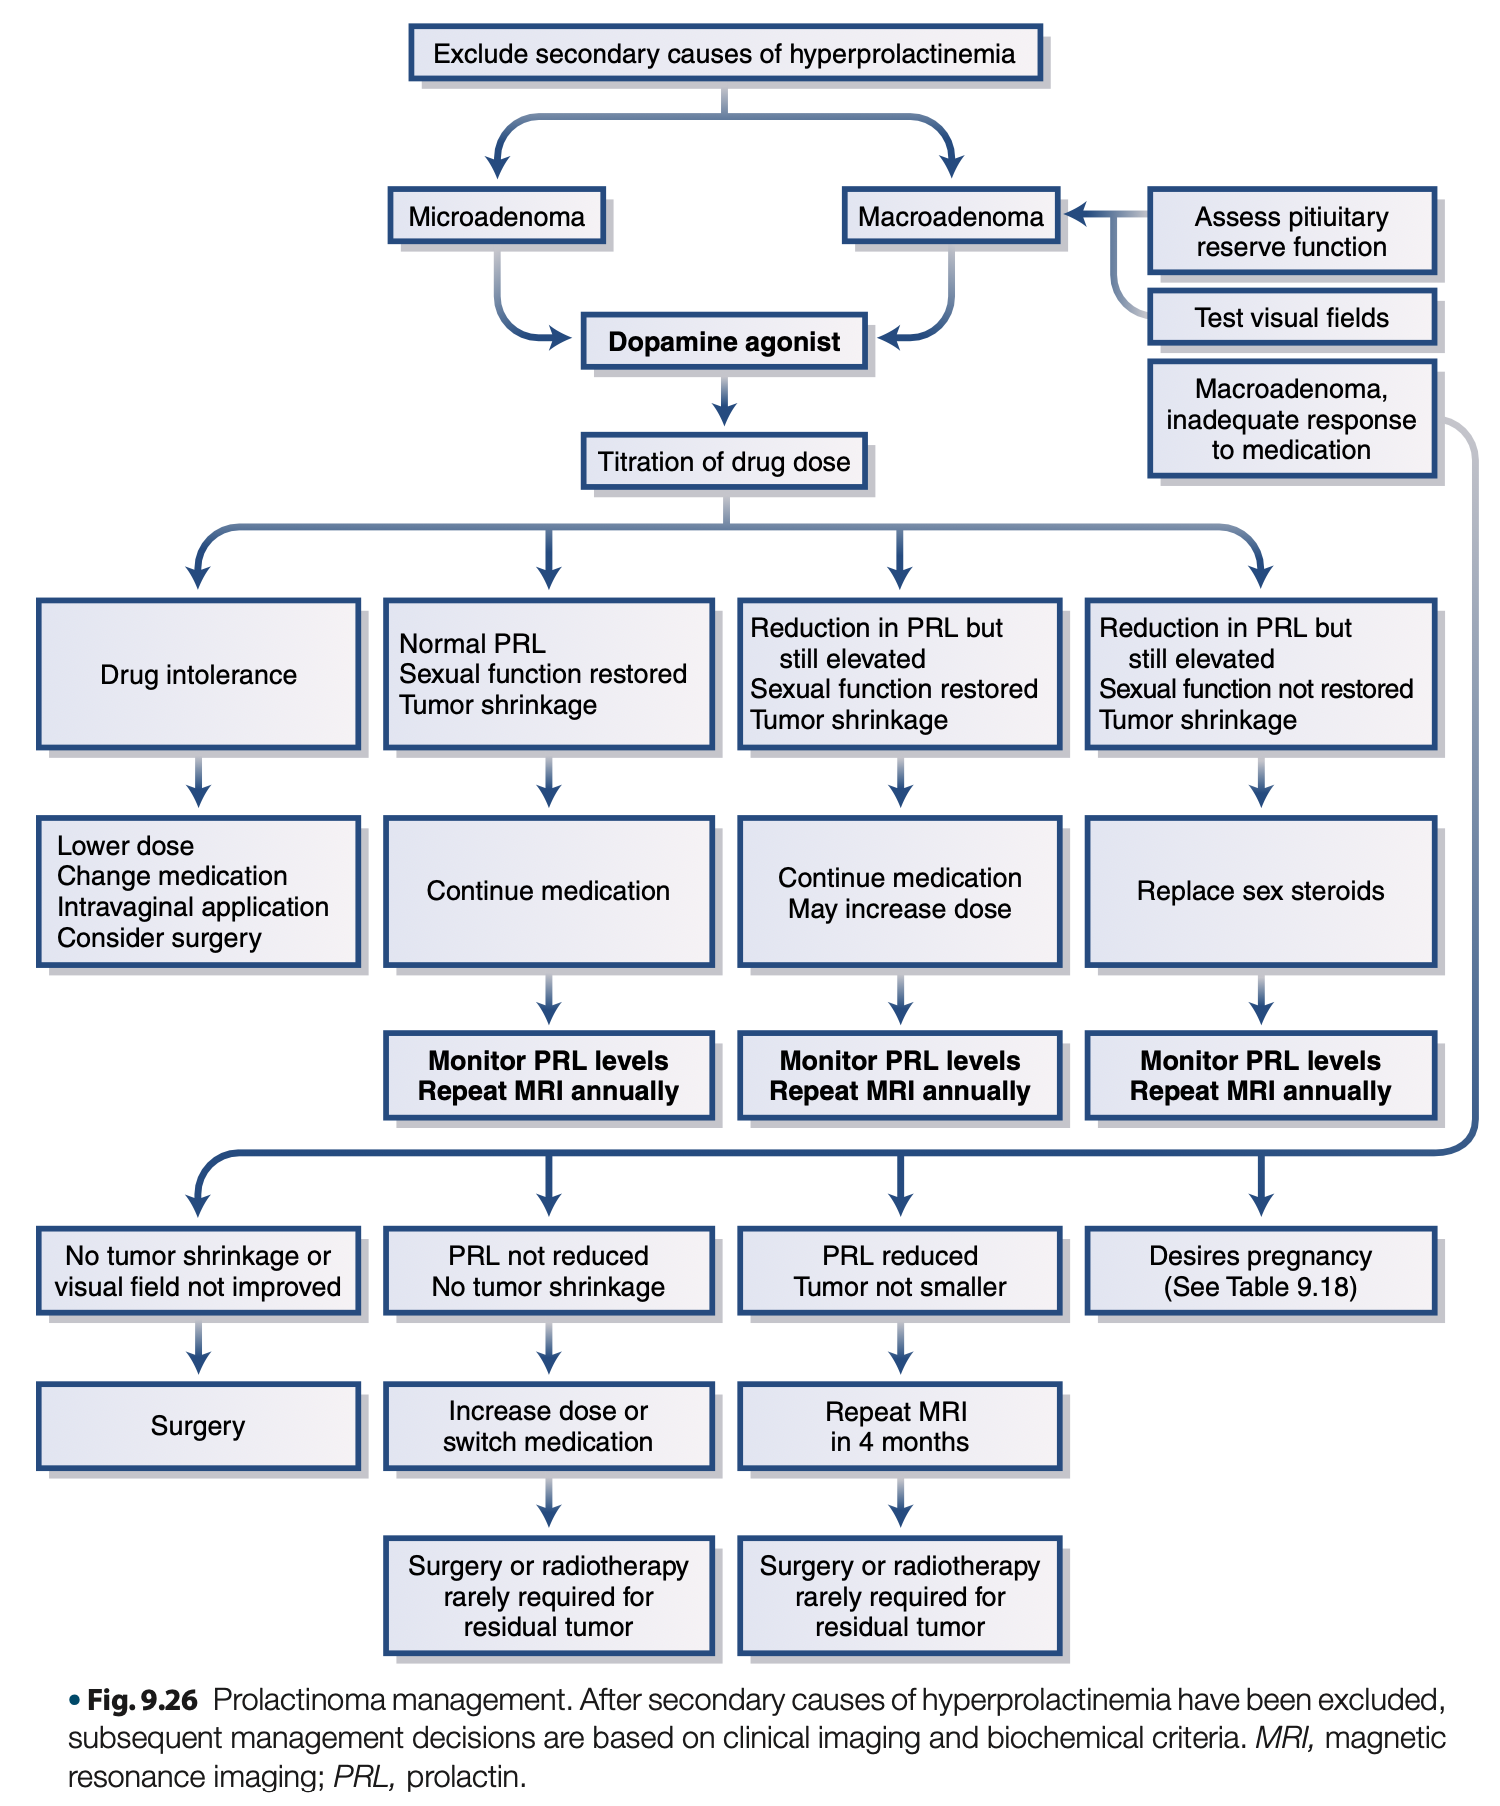 Exclude secondary causes of hyperprolactinemia
Microadenoma
Macroadenoma
Assess pitiuitary
reserve function
Test visual fields
Dopamine agonist
Macroadenoma,
inadequate response
to medication
Titration of drug dose
Drug intolerance
Normal PRL
Sexual function restored
Tumor shrinkage
Reduction in PRL but
still elevated
Sexual function restored
Tumor shrinkage
Reduction in PRL but
still elevated
Sexual function not restored
Tumor shrinkage
Lower dose
Change medication
Intravaginal application
Consider surgery
Continue medication
Continue medication
May increase dose
Replace sex steroids
Monitor PRL levels
Repeat MRI annually
Monitor PRL levels
Repeat MRI annually
Monitor PRL levels
Repeat MRI annually
No tumor shrinkage or
visual field not improved
PRL not reduced
No tumor shrinkage
PRL reduced
Tumor not smaller
Desires pregnancy
(See Table 9.18)
Surgery
Increase dose or
switch medication
Repeat MRI
in 4 months
Surgery or radiotherapy
rarely required for
residual tumor
Surgery or radiotherapy
rarely required for
residual tumor
• Fig. 9.26 Prolactinoma management. After secondary causes of hyperprolactinemia have been excluded,
subsequent management decisions are based on clinical imaging and biochemical criteria. MRI, magnetic
resonance imaging; PRL, prolactin.